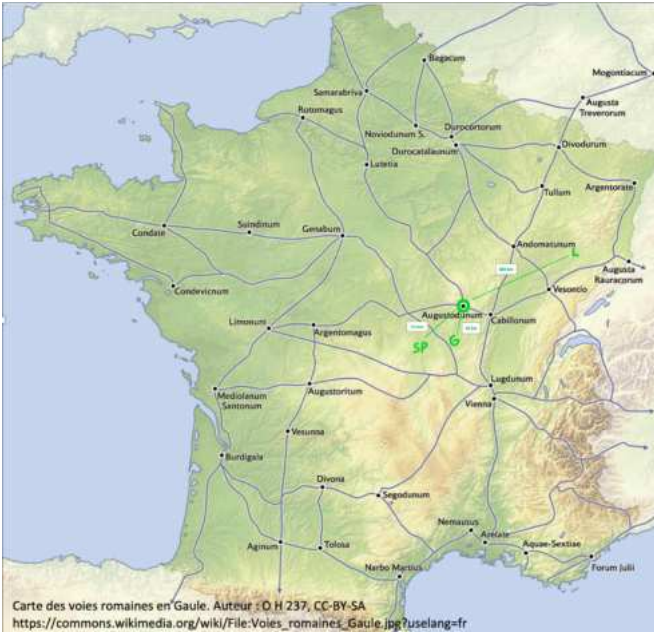 Bagacum
Mogontiacum
Samarabriva
Augusta
Treverorum
Rotomagus
Noviodunum S.
Durocortorum
Durocatalaunum
Divodurum
Lutetia
Tullum
Argentorate
Condate
Suindinum
Genabum
Andomatunum
L
Augusta
Rauracorum
Condevicnum
Vesontio
Augustodunum
Cabillonum
Limonum
Argentomagus
SP
G
Mediolanum
Santonum
Augustoritum
Lugdunum
Vienna
Vesunna
Burdigala
Divona
Segodunum
Nemausus
Arelate
Aginum
Tolosa
Aquae-Sextiae
Narbo Martius
Forum Julii
Carte des voies romaines en Gaule. Auteur : O H 237, CC-BY-SA
https://commons.wikimedia.org/wiki/File:Voies_romaines_Gaule.jpg?uselang=fr